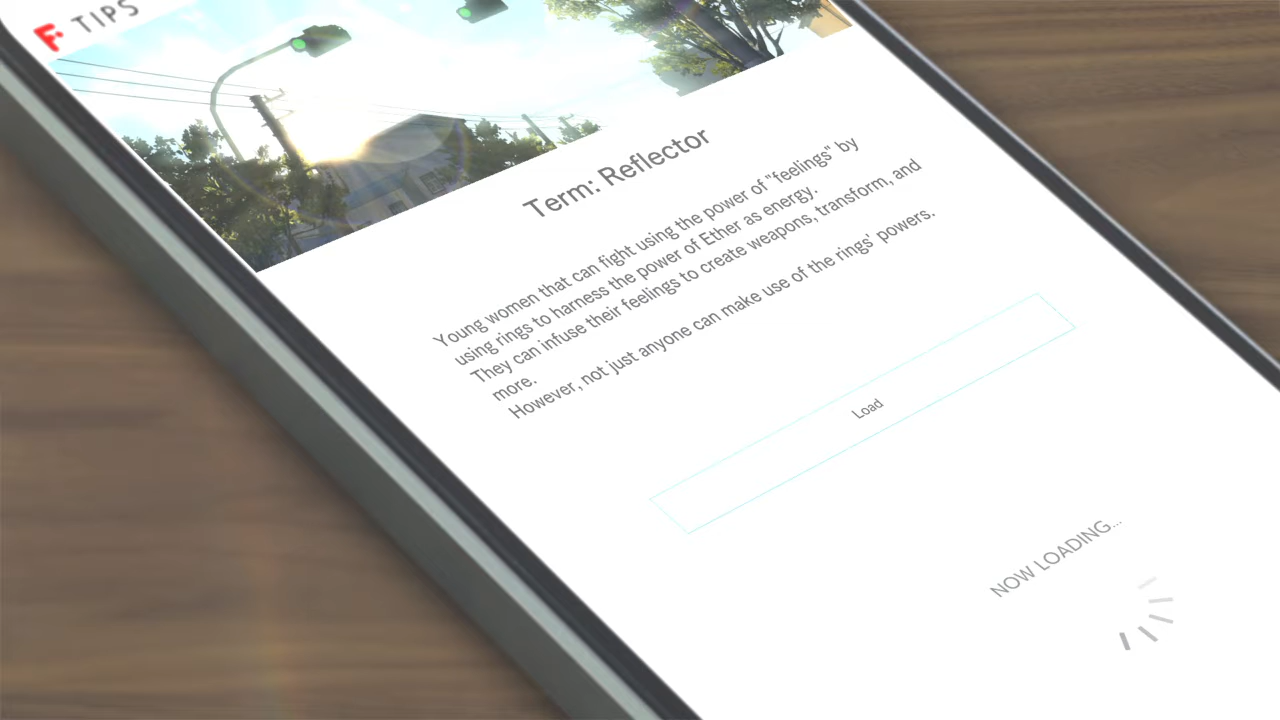 F TIPS
Term: Reflector
Young women that can fight using the power of "feelings" by
using rings to harness the power of Ether as energy.
They can infuse their feelings to create weapons, transform, and
more.
However, not just anyone can make use of the rings' powers.
Load
NOW LOADING...